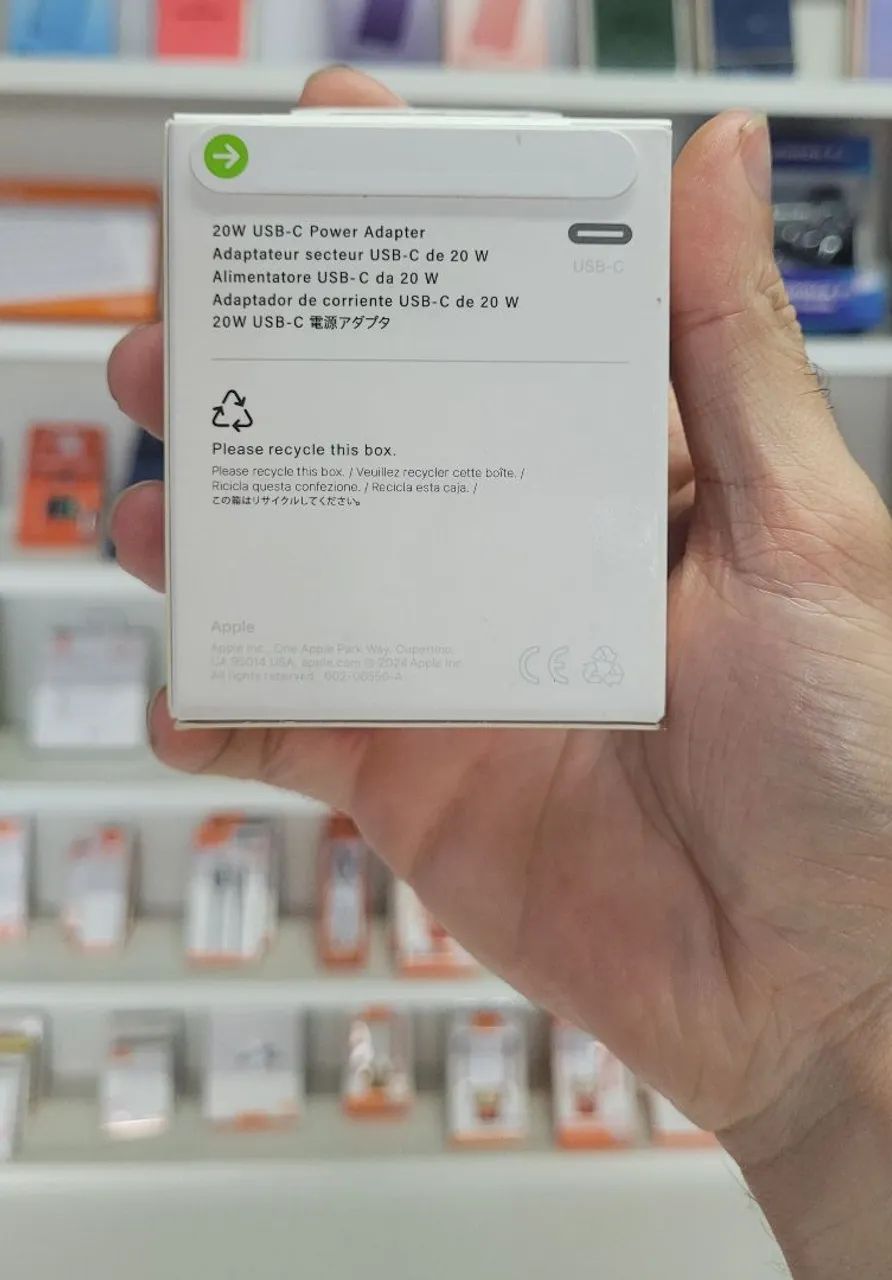 20W USB-C Power Adapter
Adaptateur secteur USB-C de 20 W
Alimentatore USB-C da 20 W
Adaptador de corriente USB-C de 20 W
20W USB-C 電源アダプタ
USB-C
Please recycle this box.
Please recycle this box. / Veuillez recycler cette boîte. /
Ricicla questa confezione. / Recicla esta caja. /
この箱はリサイクルしてください。
Apple
Apple Inc., One Apple Park Way, Cupertino,
CA 95014 USA. apple.com © 2024 Apple Inc.
All rights reserved. 602-06556-A
CE